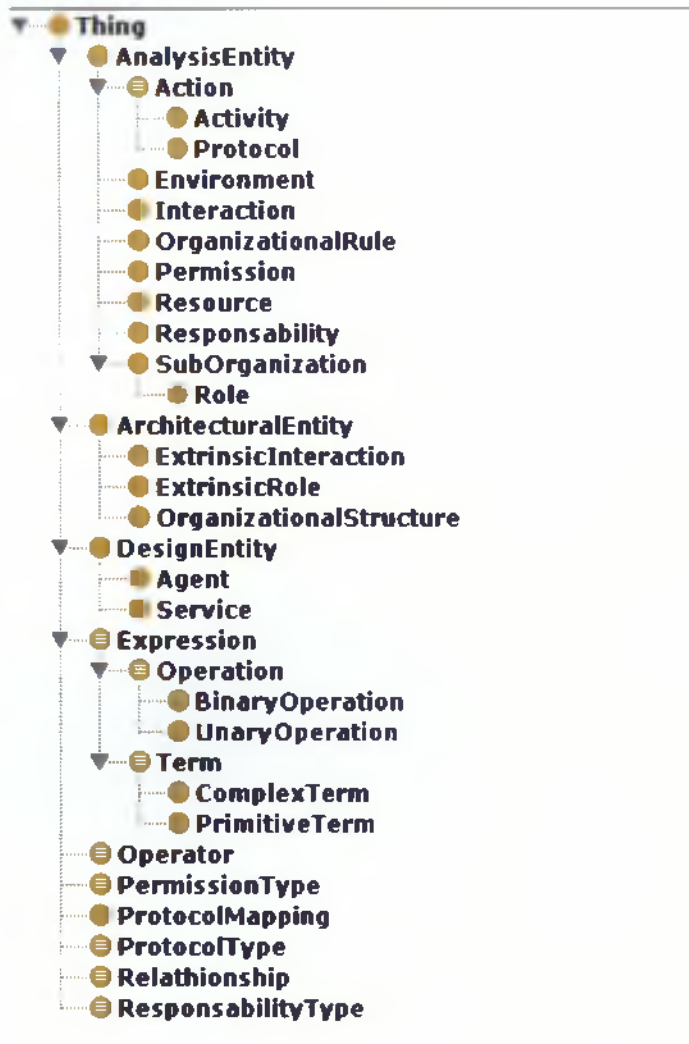 Thing
AnalysisEntity
Action
Activity
Protocol
Environment
Interaction
OrganizationalRule
Permission
Resource
Responsability
SubOrganization
Role
ArchitecturalEntity
ExtrinsicInteraction
ExtrinsicRole
OrganizationalStructure
DesignEntity
Agent
Service
Expression
Operation
BinaryOperation
UnaryOperation
Term
ComplexTerm
PrimitiveTerm
Operator
PermissionType
ProtocolMapping
ProtocolType
Relathionship
ResponsabilityType